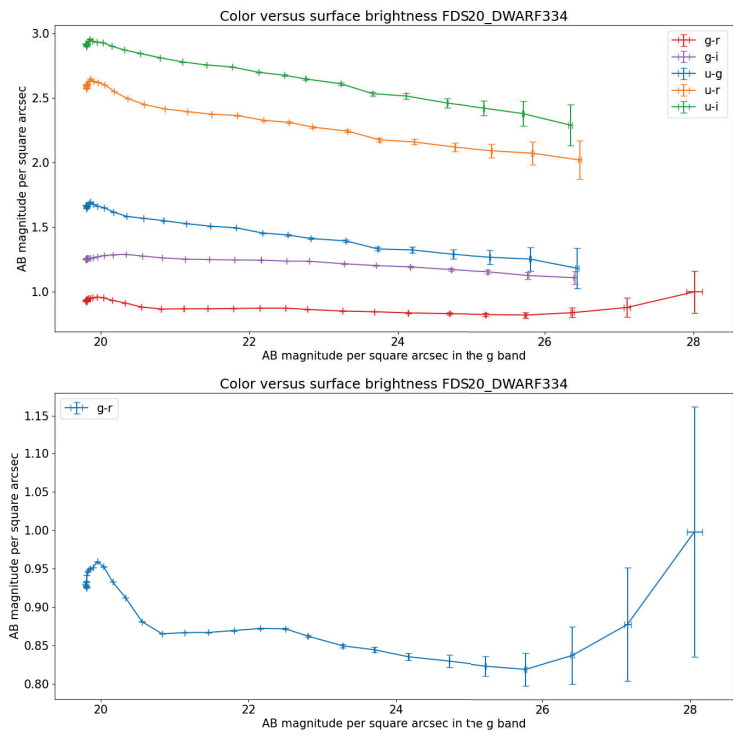 Color versus surface brightness FDS20_DWARF334
3.0
2.5
2.0
1.5
1.0
AB magnitude per square arcsec
g-r
g-i
u-g
u-r
u-i
20 22 24 26 28
AB magnitude per square arcsec in the g band
Color versus surface brightness FDS20_DWARF334
g-r
1.15
1.10
1.05
1.00
0.95
0.90
0.85
0.80
AB magnitude per square arcsec
20 22 24 26 28
AB magnitude per square arcsec in the g band